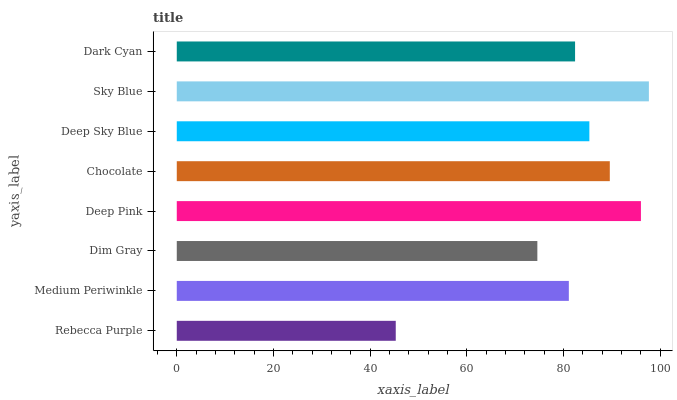 title
Dark Cyan
Sky Blue
Deep Sky Blue
Chocolate
Deep Pink
Dim Gray
Medium Periwinkle
Rebecca Purple
yaxis_label
0 20 40 60 80 100
xaxis_label